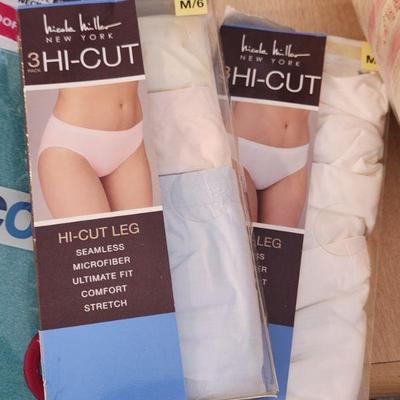 nicole miller
NEW YORK
3 PACK
HI-CUT
M/6
HI-CUT LEG
SEAMLESS
MICROFIBER
ULTIMATE FIT
COMFORT
STRETCH
nicole miller
NEW YORK
3
HI-CUT
M
LEG